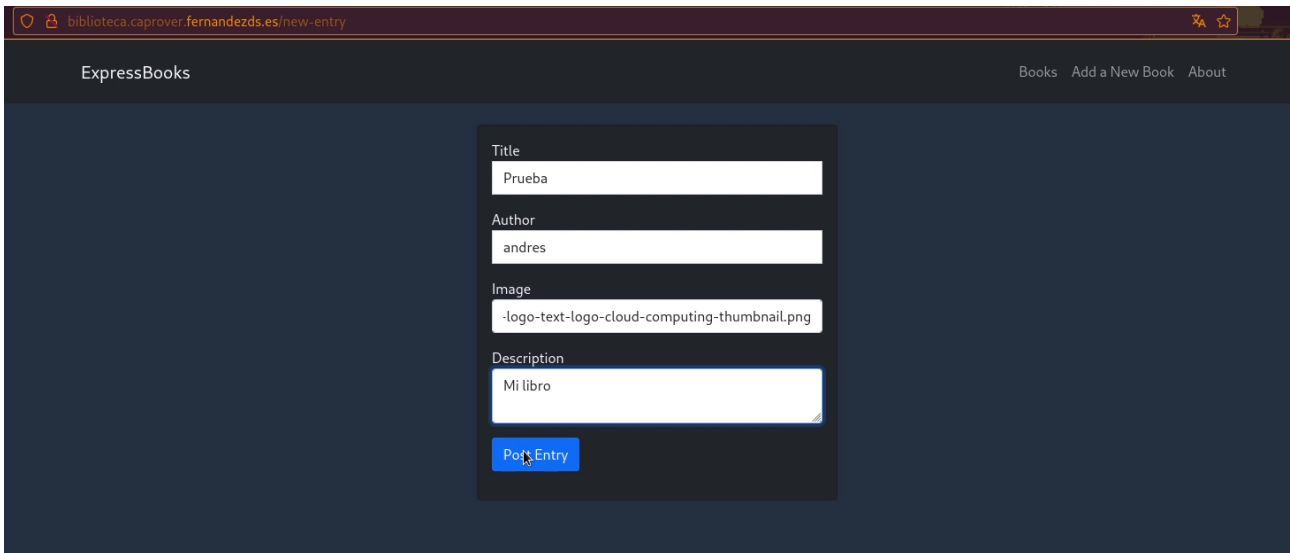 biblioteca.caprover.fernandezds.es/new-entry
ExpressBooks Books Add a New Book About
Title
Prueba
Author
andres
Image
-logo-text-logo-cloud-computing-thumbnail.png
Description
Mi libro
Post Entry